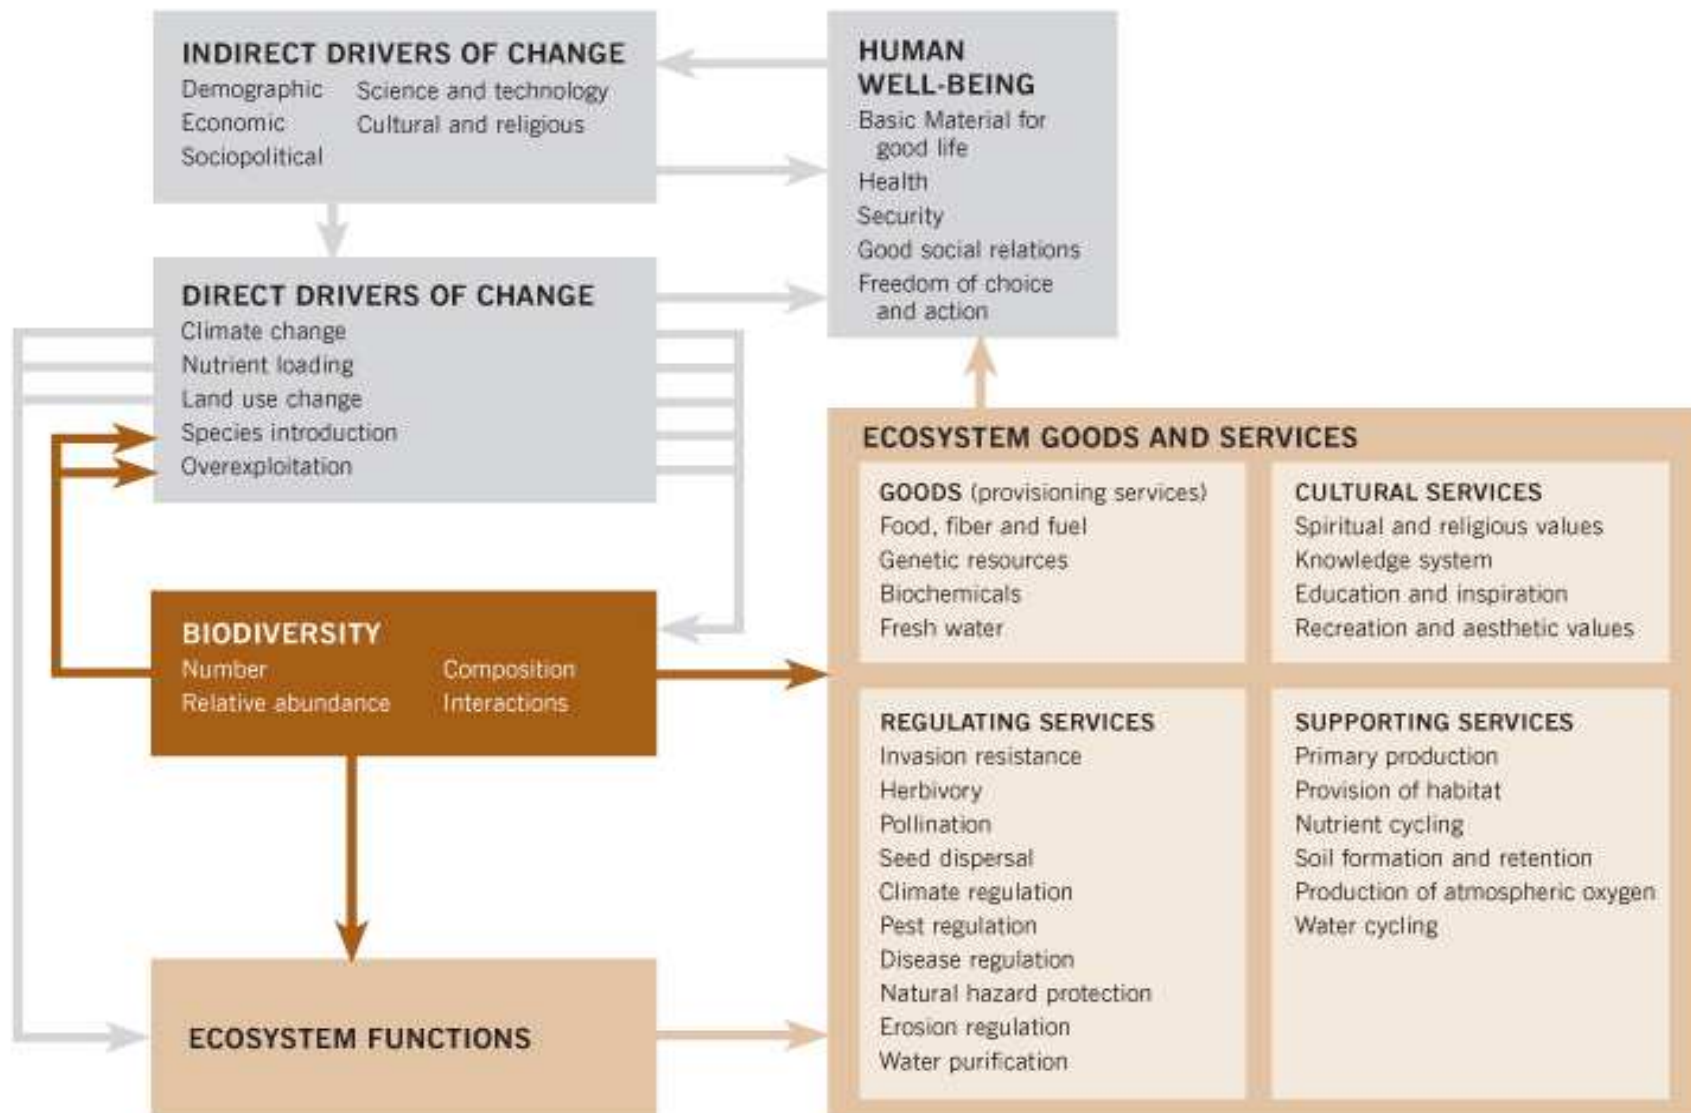 INDIRECT DRIVERS OF CHANGE
Demographic
Economic
Sociopolitical
Science and technology
Cultural and religious
HUMAN
WELL-BEING
Basic Material for
good life
Health
Security
Good social relations
Freedom of choice
and action
DIRECT DRIVERS OF CHANGE
Climate change
Nutrient loading
Land use change
Species introduction
Overexploitation
BIODIVERSITY
Number
Relative abundance
Composition
Interactions
ECOSYSTEM FUNCTIONS
ECOSYSTEM GOODS AND SERVICES
GOODS (provisioning services)
Food, fiber and fuel
Genetic resources
Biochemicals
Fresh water
CULTURAL SERVICES
Spiritual and religious values
Knowledge system
Education and inspiration
Recreation and aesthetic values
REGULATING SERVICES
Invasion resistance
Herbivory
Pollination
Seed dispersal
Climate regulation
Pest regulation
Disease regulation
Natural hazard protection
Erosion regulation
Water purification
SUPPORTING SERVICES
Primary production
Provision of habitat
Nutrient cycling
Soil formation and retention
Production of atmospheric oxygen
Water cycling